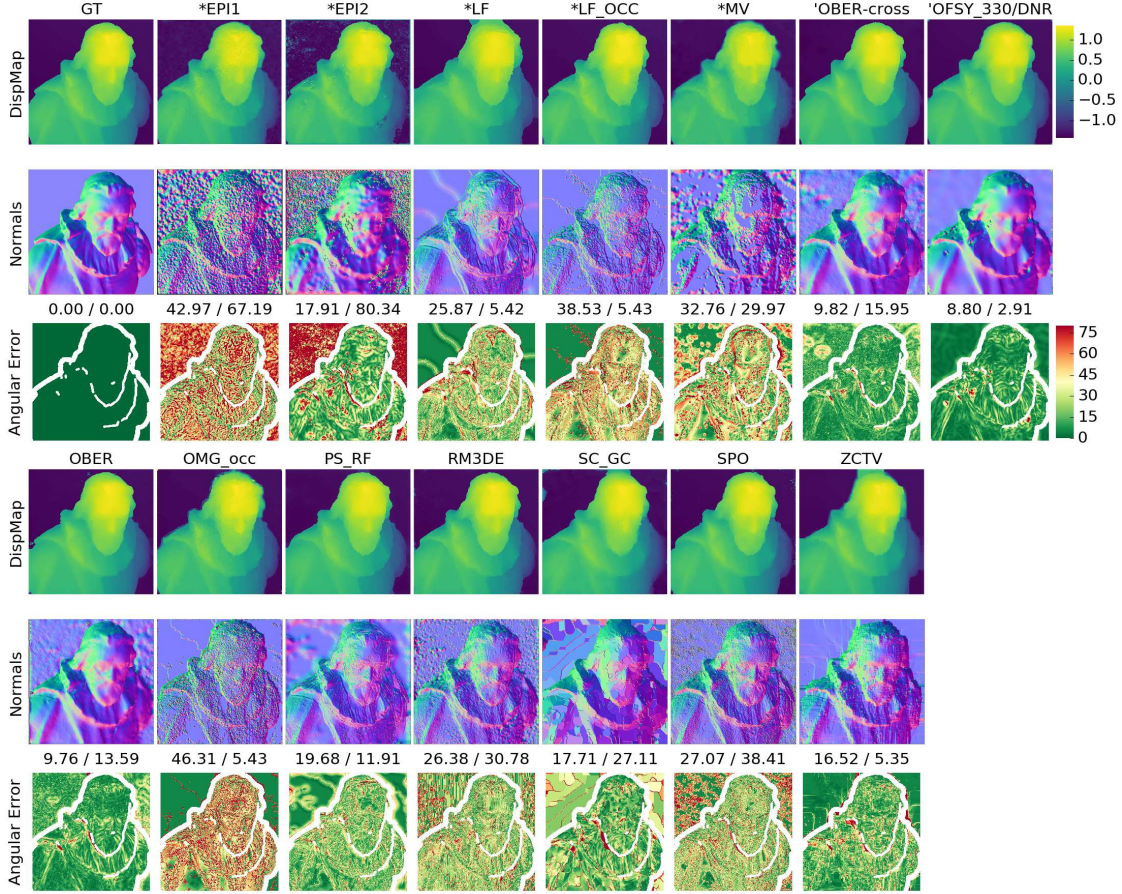 GT *EPI1 *EPI2 *LF *LF_OCC *MV 'OBER-cross 'OFSY_330/DNR
DispMap
1.0
0.5
0.0
−0.5
−1.0
Normals
0.00 / 0.00 42.97 / 67.19 17.91 / 80.34 25.87 / 5.42 38.53 / 5.43 32.76 / 29.97 9.82 / 15.95 8.80 / 2.91
Angular Error
75
60
45
30
15
0
OBER OMG_occ PS_RF RM3DE SC_GC SPO ZCTV
DispMap
Normals
9.76 / 13.59 46.31 / 5.43 19.68 / 11.91 26.38 / 30.78 17.71 / 27.11 27.07 / 38.41 16.52 / 5.35
Angular Error